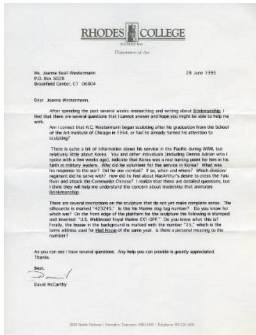 RHODES COLLEGE
Department of Art
Ms. Joanna Beall Westermann
P.O. Box 5028
Brookfield Center, CT 06804
28 June 1995
Dear Joanna Westermann,
After spending the past several weeks researching and writing about Brinkmanship, I
find that there are several questions that I cannot answer and hope you might be able to help me
with.
Am I correct that H.C. Westermann began sculpting after his graduation from the School
of the Art Institute of Chicago in 1954, or had he already turned his attention to
sculpting?
There is quite a bit of information about his service in the Pacific during WWII, but
relatively little about Korea. You and other individuals (including Dennis Adrian who I
spoke with a few weeks ago), indicate that Korea was a real turning point for him in his
faith in military leaders. Why did he volunteer for the service in Korea? What was
his response to the war? Did he see combat? If so, when and where? Which division/
regiment did he serve with? How did he feel about MacArthur's desire to cross the Yalu
River and attack the Communist Chinese? I realize that these are detailed questions, but
I think they will help me understand the concern about leadership that animates
Brinkmanship.
There are several inscriptions on the sculpture that do not yet make complete sense. The
silhouette is marked Is this his Marine dog tag number? Do you know for
which war? On the front edge of the platform for the sculpture the following is stamped
and inverted: Do you know what this is?
Finally, the house in the background is marked with the number "25," which is the
same address used for Mad House of the same year. Is there a personal meaning to the
number?
As you can see I have several questions. Any help you can provide is greatly appreciated.
Thanks.
Best,
David McCarthy